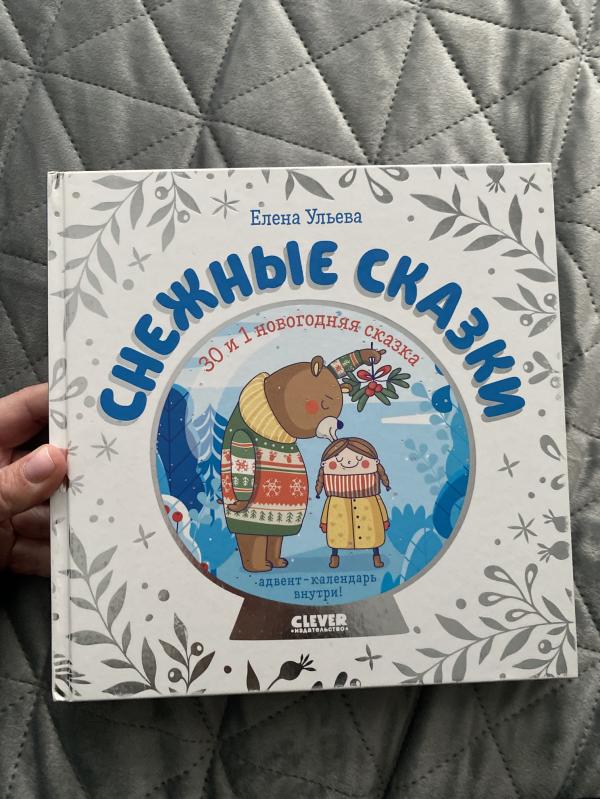 Елена Ульева
СНЕЖНЫЕ СКАЗКИ
30 и 1 новогодняя сказка
адвент-календарь
внутри!
CLEVER
•ИЗДАТЕЛЬСТВО•